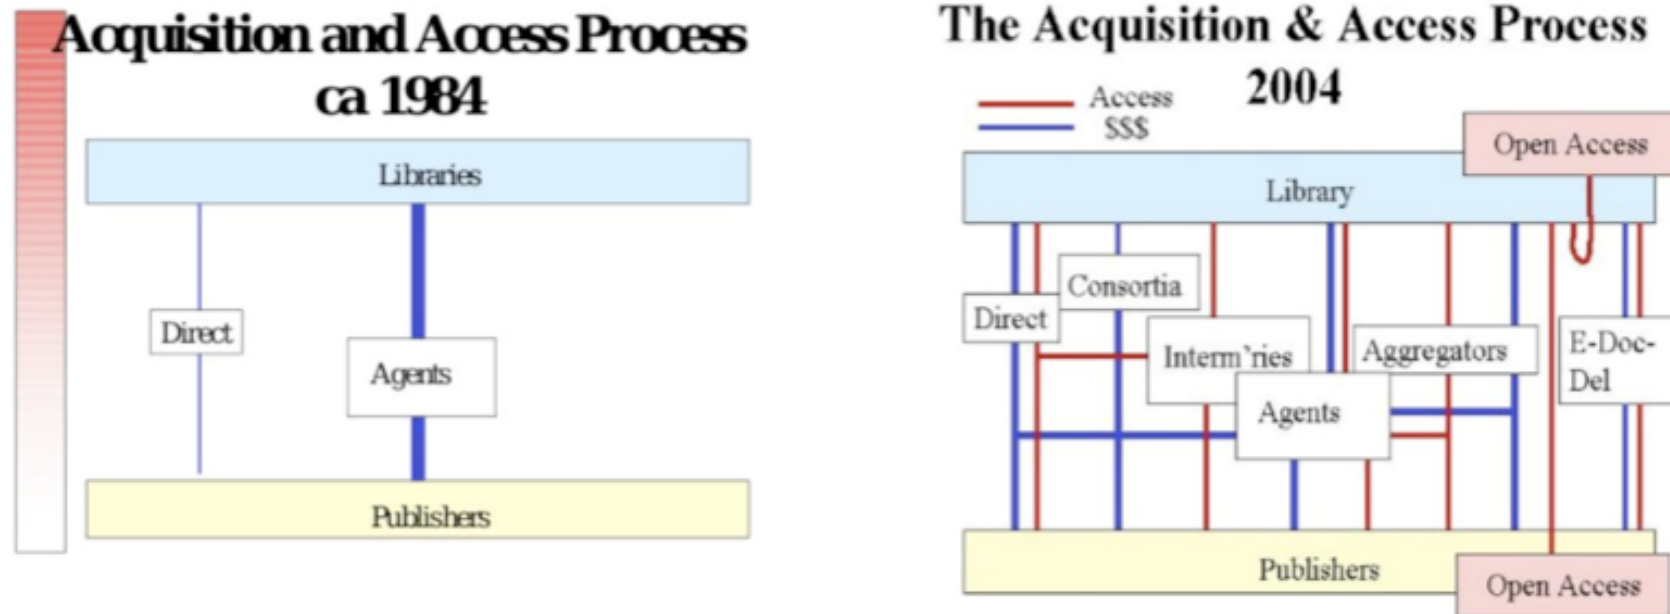 Acquisition and Access Process
ca 1984
Libraries
Direct
Agents
Publishers
The Acquisition & Access Process
2004
Access
$$$
Open Access
Library
Consortia
Direct
Interm'ries
Aggregators
E-Doc-
Del
Agents
Publishers
Open Access